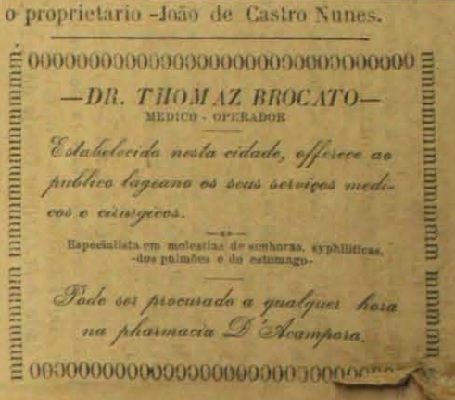 o proprietario -João de Castro Nunes.
—DR. THOMAZ BROCATO—
MEDICO - OPERADOR
Estabelecido nesta cidade, offerece ao
publico lageano os seus serviços medi-
cos e cirurgicos.
Especialista em molestias de senhoras, syphiliticas,
-dos pulmões e do estomago-
Pode ser procurado a qualquer hora
na pharmacia D'Acampora.